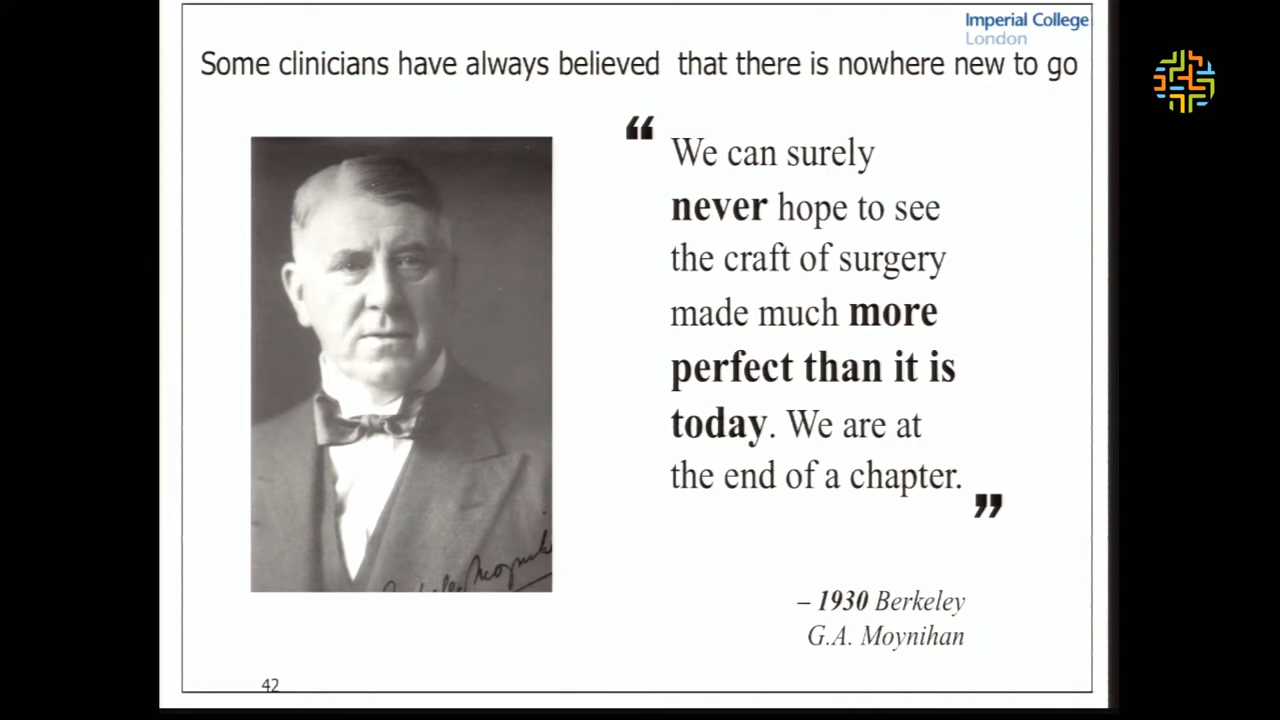 Imperial College
London
Some clinicians have always believed that there is nowhere new to go
“ We can surely
never hope to see
the craft of surgery
made much more
perfect than it is
today. We are at
the end of a chapter. ”
– 1930 Berkeley
G.A. Moynihan
42